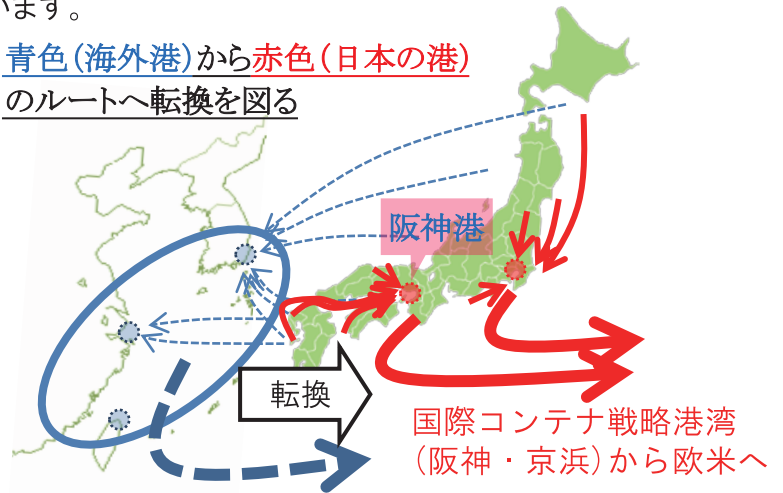 います。
青色(海外港)から赤色(日本の港)
のルートへ転換を図る
阪神港
転換
国際コンテナ戦略港湾
(阪神・京浜)から欧米へ